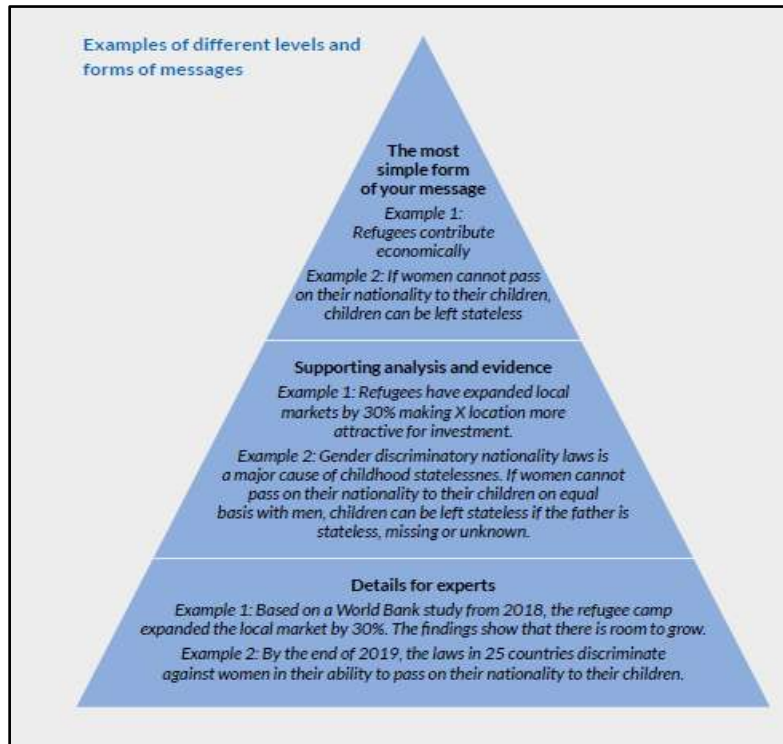 Examples of different levels and
forms of messages
The most
simple form
of your message
Example 1:
Refugees contribute
economically
Example 2: If women cannot pass
on their nationality to their children,
children can be left stateless
Supporting analysis and evidence
Example 1: Refugees have expanded local
markets by 30% making X location more
attractive for investment.
Example 2: Gender discriminatory nationality laws is
a major cause of childhood statelessnes. If women cannot
pass on their nationality to their children on equal
basis with men, children can be left stateless if the father is
stateless, missing or unknown.
Details for experts
Example 1: Based on a World Bank study from 2018, the refugee camp
expanded the local market by 30%. The findings show that there is room to grow.
Example 2: By the end of 2019, the laws in 25 countries discriminate
against women in their ability to pass on their nationality to their children.